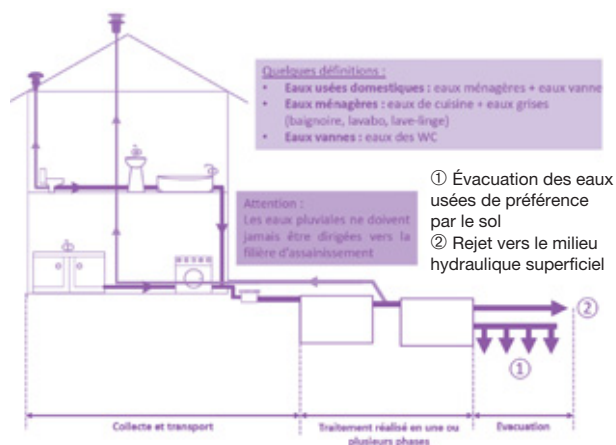 Quelques définitions :
• Eaux usées domestiques : eaux ménagères + eaux vanne
• Eaux ménagères : eaux de cuisine + eaux grises
(baignoire, lavabo, lave-linge)
• Eaux vannes : eaux des WC
Attention :
Les eaux pluviales ne doivent
jamais être dirigées vers la
filière d'assainissement
① Évacuation des eaux
usées de préférence
par le sol
② Rejet vers le milieu
hydraulique superficiel
②
①
Collecte et transport
Traitement réalisé en une ou
plusieurs phases
Evacuation